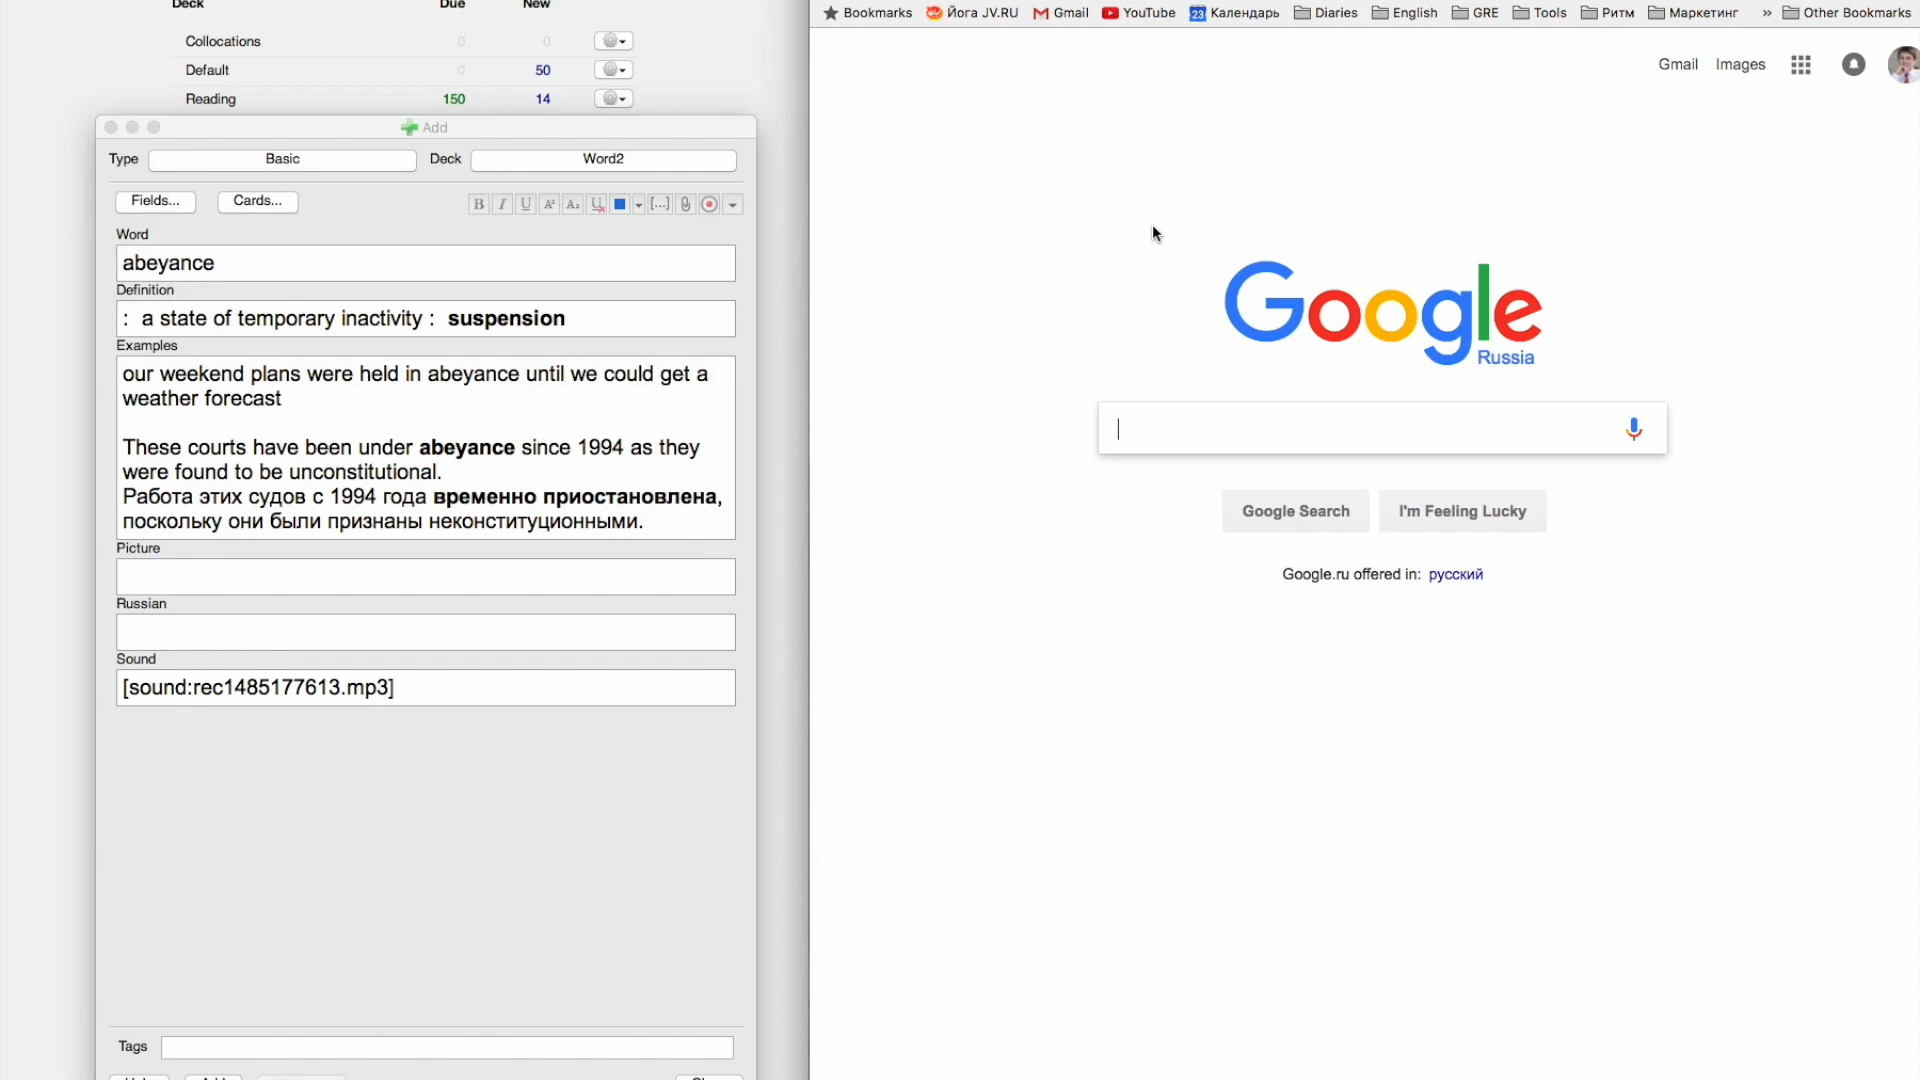 Deck Due New
Collocations 0 0
Default 0 50
Reading 150 14
Add
Type Basic Deck Word2
Fields... Cards... B I U A² A₂ U [...]
Word
abeyance
Definition
: a state of temporary inactivity : suspension
Examples
our weekend plans were held in abeyance until we could get a
weather forecast
These courts have been under abeyance since 1994 as they
were found to be unconstitutional.
Работа этих судов с 1994 года временно приостановлена,
поскольку они были признаны неконституционными.
Picture
Russian
Sound
[sound:rec1485177613.mp3]
Tags
Bookmarks Йога JV.RU Gmail YouTube 23 Календарь Diaries English GRE Tools Ритм Маркетинг » Other Bookmarks
Gmail Images
Google
Russia
Google Search I'm Feeling Lucky
Google.ru offered in: русский